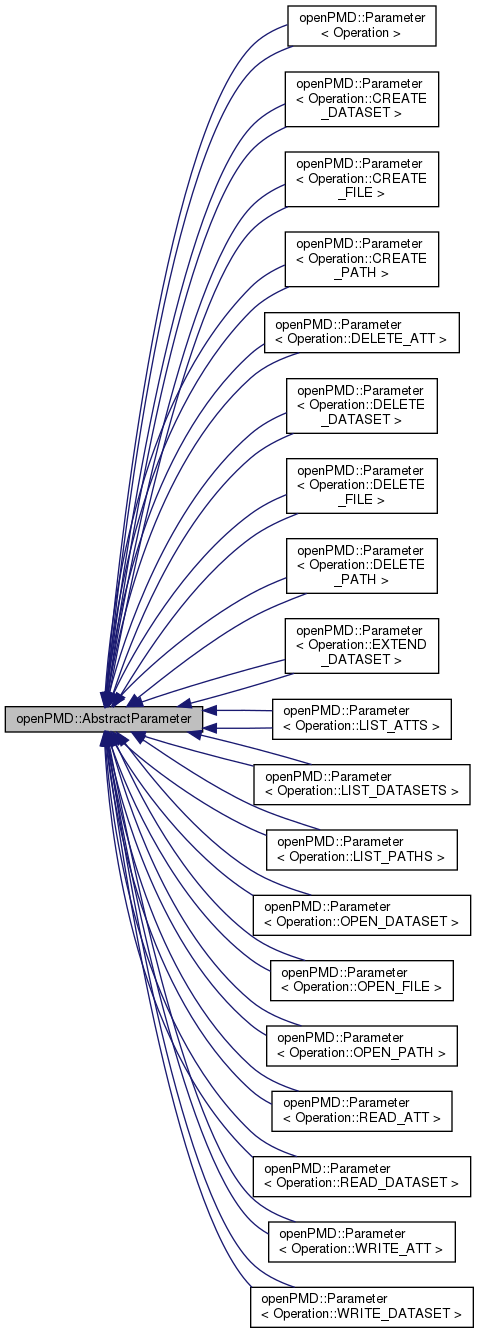 openPMD::Parameter
< Operation >
openPMD::Parameter
< Operation::CREATE
_DATASET >
openPMD::Parameter
< Operation::CREATE
_FILE >
openPMD::Parameter
< Operation::CREATE
_PATH >
openPMD::Parameter
< Operation::DELETE_ATT >
openPMD::Parameter
< Operation::DELETE
_DATASET >
openPMD::Parameter
< Operation::DELETE
_FILE >
openPMD::Parameter
< Operation::DELETE
_PATH >
openPMD::Parameter
< Operation::EXTEND
_DATASET >
openPMD::AbstractParameter
openPMD::Parameter
< Operation::LIST_ATTS >
openPMD::Parameter
< Operation::LIST_DATASETS >
openPMD::Parameter
< Operation::LIST_PATHS >
openPMD::Parameter
< Operation::OPEN_DATASET >
openPMD::Parameter
< Operation::OPEN_FILE >
openPMD::Parameter
< Operation::OPEN_PATH >
openPMD::Parameter
< Operation::READ_ATT >
openPMD::Parameter
< Operation::READ_DATASET >
openPMD::Parameter
< Operation::WRITE_ATT >
openPMD::Parameter
< Operation::WRITE_DATASET >